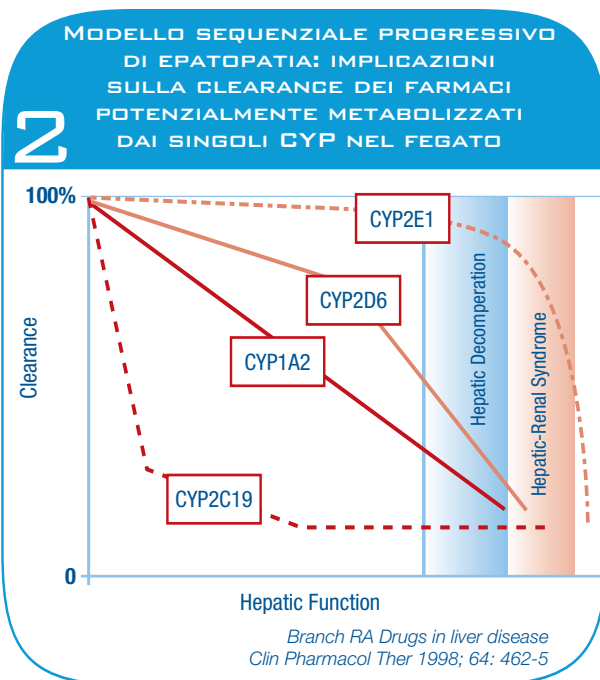 MODELLO SEQUENZIALE PROGRESSIVO
DI EPATOPATIA: IMPLICAZIONI
SULLA CLEARANCE DEI FARMACI
POTENZIALMENTE METABOLIZZATI
DAI SINGOLI CYP NEL FEGATO
2
100%
CYP2E1
CYP2D6
CYP1A2
CYP2C19
Clearance
Hepatic Decomperation
Hepatic-Renal Syndrome
0
Hepatic Function
Branch RA Drugs in liver disease
Clin Pharmacol Ther 1998; 64: 462-5